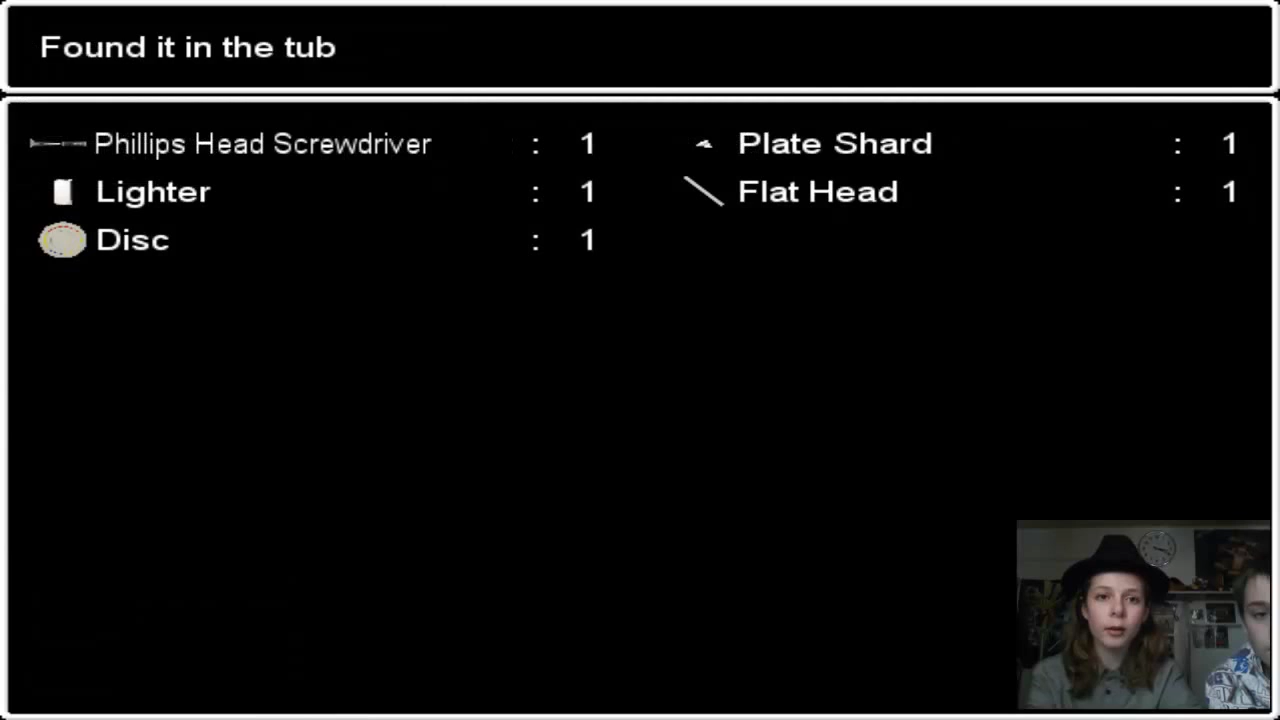 Found it in the tub
Phillips Head Screwdriver : 1 Plate Shard : 1
Lighter : 1 Flat Head : 1
Disc : 1